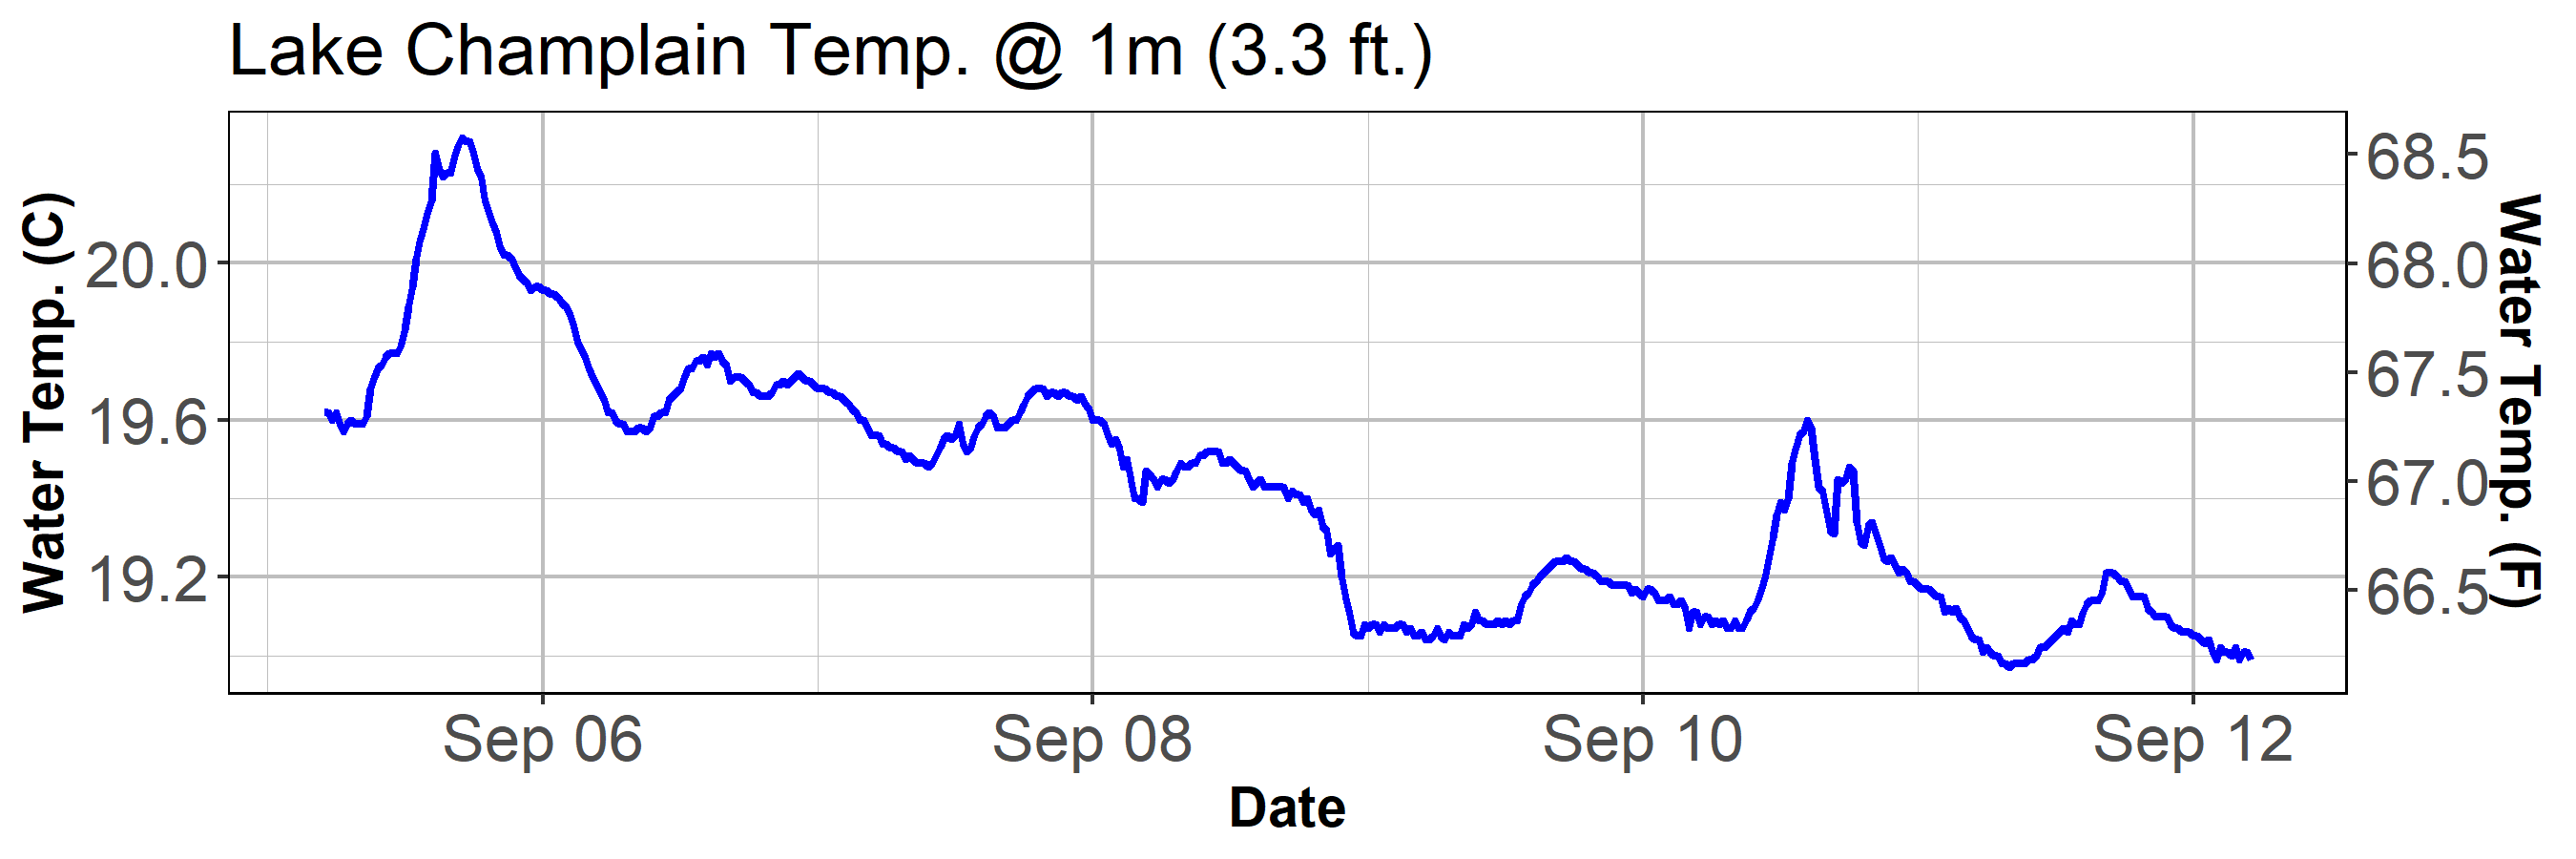 Lake Champlain Temp. @ 1m (3.3 ft.)
Water Temp. (C)
20.0
19.6
19.2
68.5
68.0
67.5
67.0
66.5
Water Temp. (F)
Sep 06
Sep 08
Sep 10
Sep 12
Date